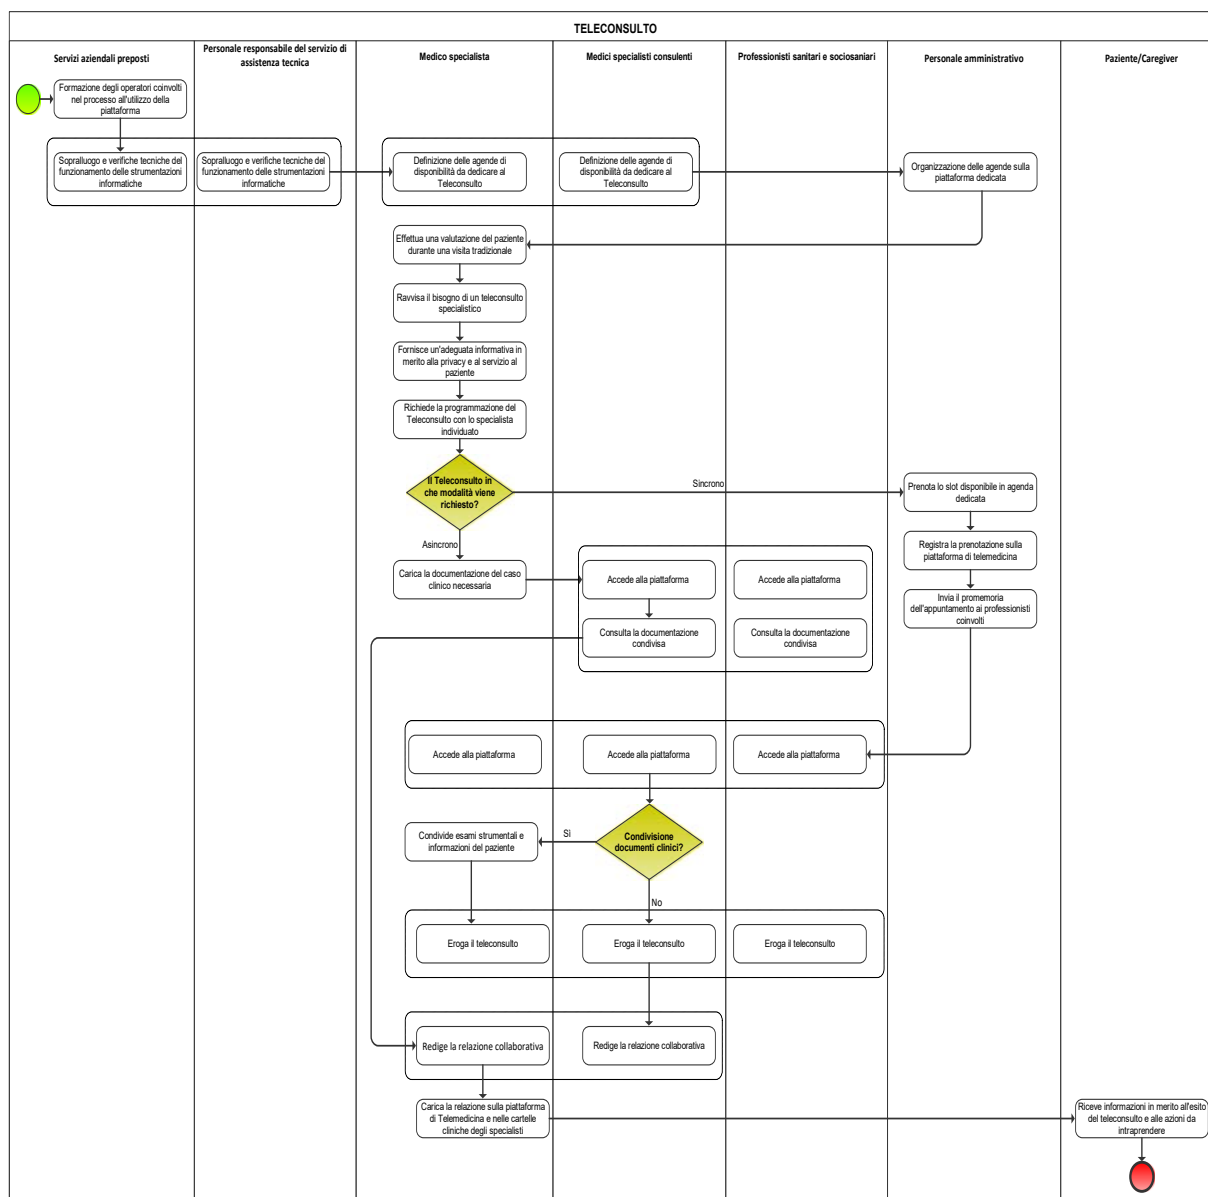 TELECONSULTO
Servizi aziendali preposti
Personale responsabile del servizio di
assistenza tecnica
Medico specialista
Medici specialisti consulenti
Professionisti sanitari e sociosaniari
Personale amministrativo
Paziente/Caregiver
Formazione degli operatori coinvolti
nel processo all'utilizzo della
piattaforma
Sopralluogo e verifiche tecniche del
funzionamento delle strumentazioni
informatiche
Sopralluogo e verifiche tecniche del
funzionamento delle strumentazioni
informatiche
Definizione delle agende di
disponibilità da dedicare al
Teleconsulto
Definizione delle agende di
disponibilità da dedicare al
Teleconsulto
Organizzazione delle agende sulla
piattaforma dedicata
Effettua una valutazione del paziente
durante una visita tradizionale
Ravvisa il bisogno di un teleconsulto
specialistico
Fornisce un'adeguata informativa in
merito alla privacy e al servizio al
paziente
Richiede la programmazione del
Teleconsulto con lo specialista
individuato
Il Teleconsulto in
che modalità viene
richiesto?
Sincrono
Prenota lo slot disponibile in agenda
dedicata
Registra la prenotazione sulla
piattaforma di telemedicina
Invia il promemoria
dell'appuntamento ai professionisti
coinvolti
Asincrono
Carica la documentazione del caso
clinico necessaria
Accede alla piattaforma
Accede alla piattaforma
Consulta la documentazione
condivisa
Consulta la documentazione
condivisa
Accede alla piattaforma
Accede alla piattaforma
Accede alla piattaforma
Condivisione
documenti clinici?
Si
Condivide esami strumentali e
informazioni del paziente
No
Eroga il teleconsulto
Eroga il teleconsulto
Eroga il teleconsulto
Redige la relazione collaborativa
Redige la relazione collaborativa
Carica la relazione sulla piattaforma
di Telemedicina e nelle cartelle
cliniche degli specialisti
Riceve informazioni in merito all'esito
del teleconsulto e alle azioni da
intraprendere